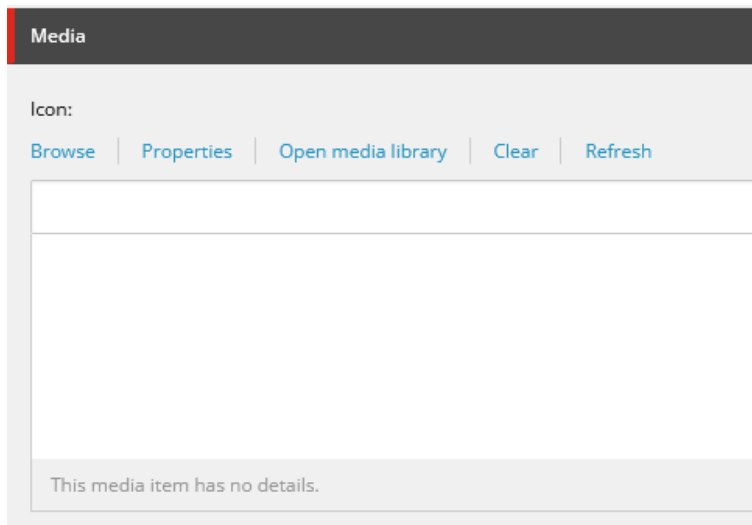 Media
Icon:
Browse Properties Open media library Clear Refresh
This media item has no details.